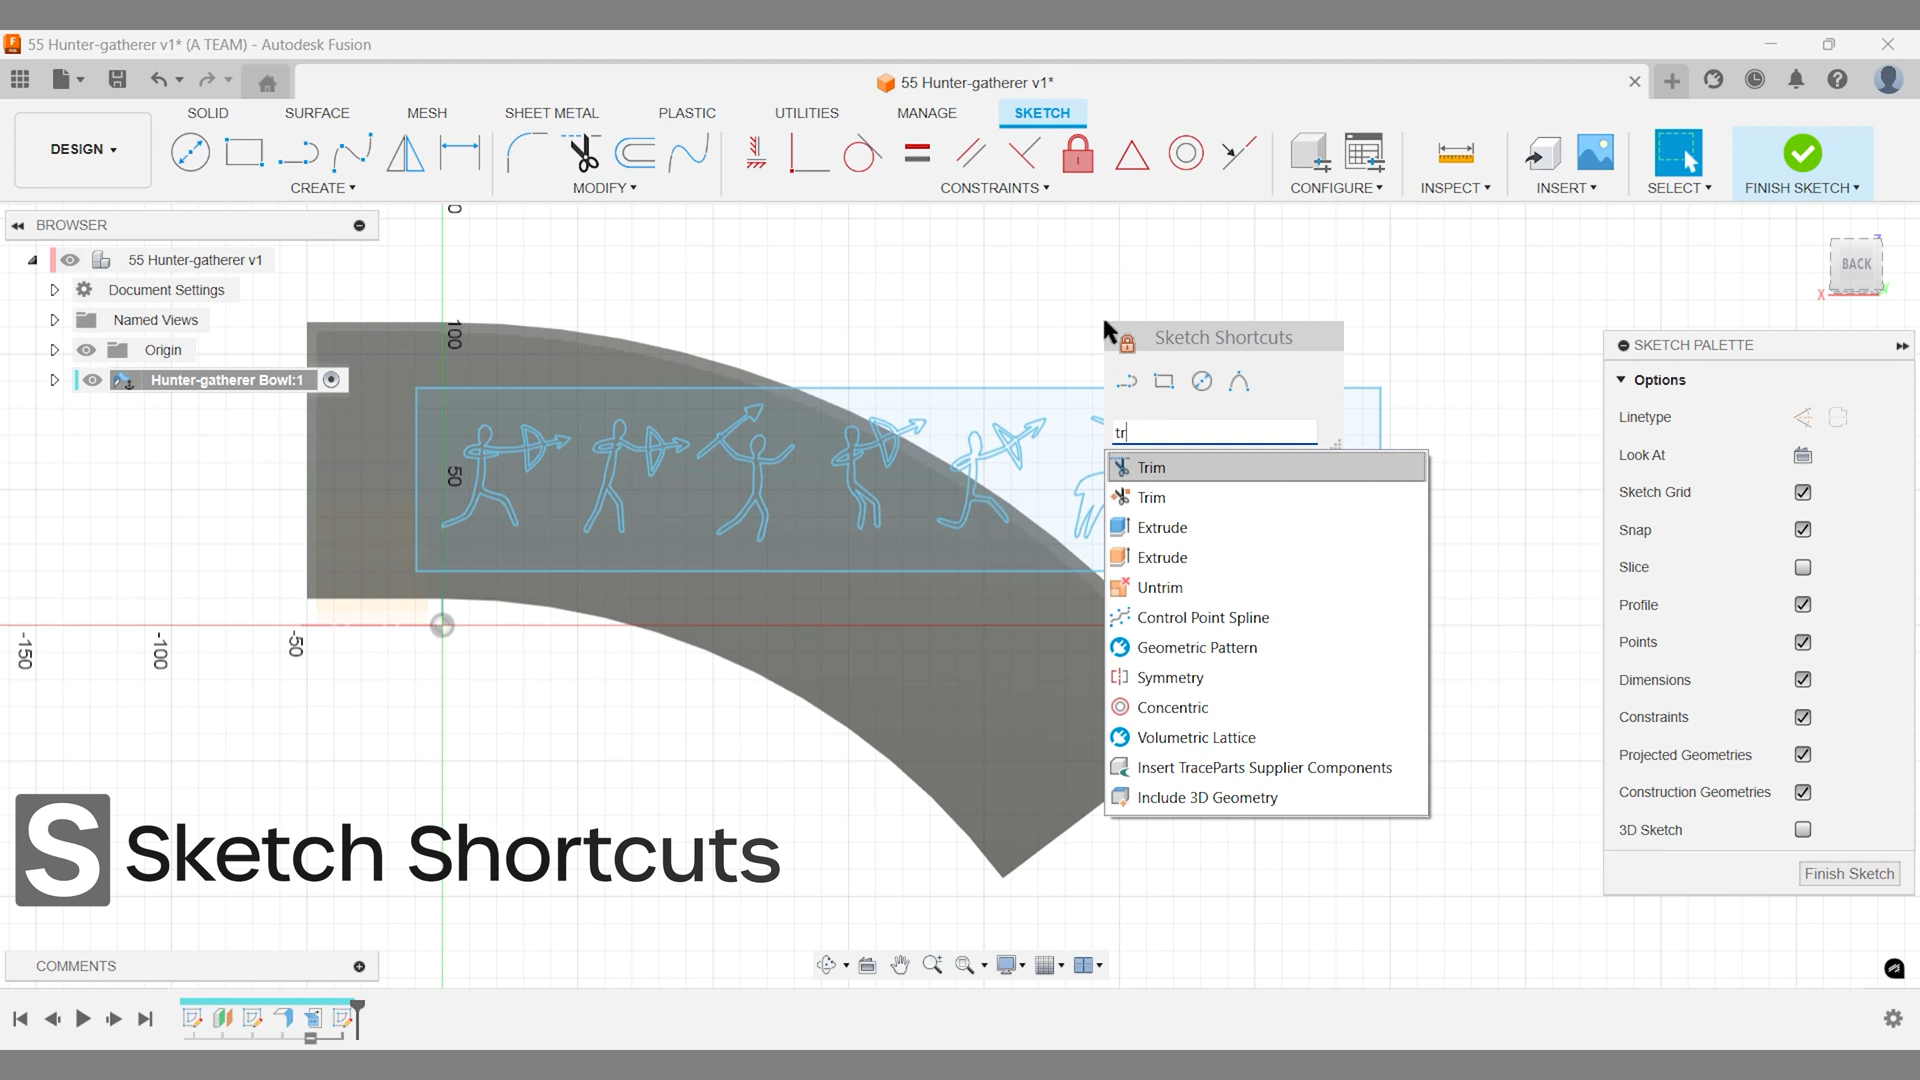 55 Hunter-gatherer v1* (A TEAM) - Autodesk Fusion
55 Hunter-gatherer v1*
SOLID SURFACE MESH SHEET METAL PLASTIC UTILITIES MANAGE SKETCH
DESIGN
CREATE MODIFY CONSTRAINTS CONFIGURE INSPECT INSERT SELECT FINISH SKETCH
BROWSER
55 Hunter-gatherer v1
Document Settings
Named Views
Origin
Hunter-gatherer Bowl:1
0
100
50
-150
-100
-50
BACK
X
Z
Y
Sketch Shortcuts
tr
Trim
Trim
Extrude
Extrude
Untrim
Control Point Spline
Geometric Pattern
Symmetry
Concentric
Volumetric Lattice
Insert TraceParts Supplier Components
Include 3D Geometry
SKETCH PALETTE
Options
Linetype
Look At
Sketch Grid
Snap
Slice
Profile
Points
Dimensions
Constraints
Projected Geometries
Construction Geometries
3D Sketch
Finish Sketch
S Sketch Shortcuts
COMMENTS